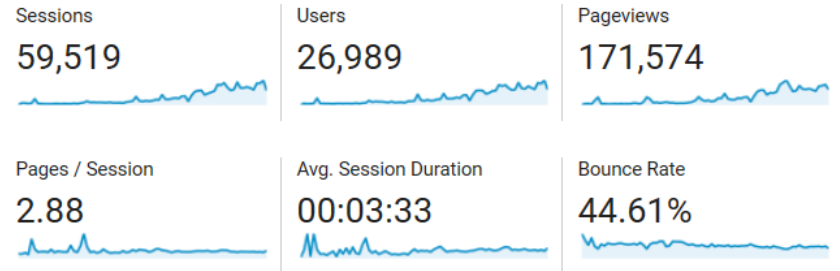 Sessions
59,519
Users
26,989
Pageviews
171,574
Pages / Session
2.88
Avg. Session Duration
00:03:33
Bounce Rate
44.61%